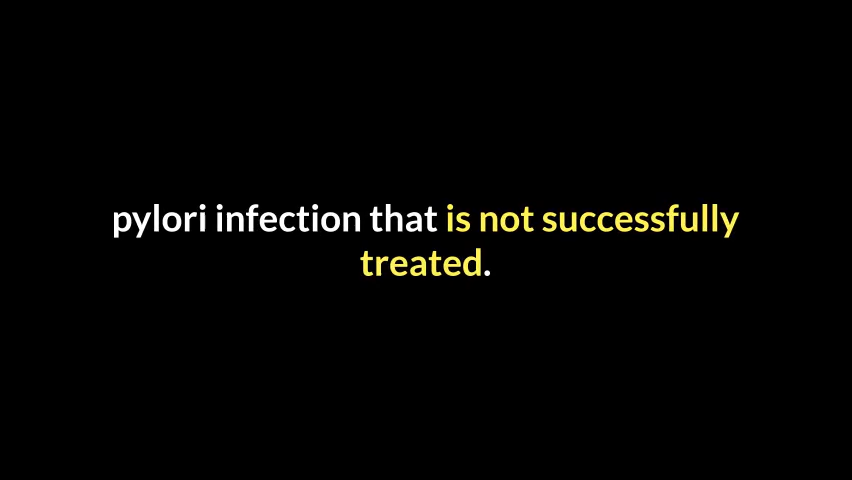 pylori infection that is not successfully
treated.